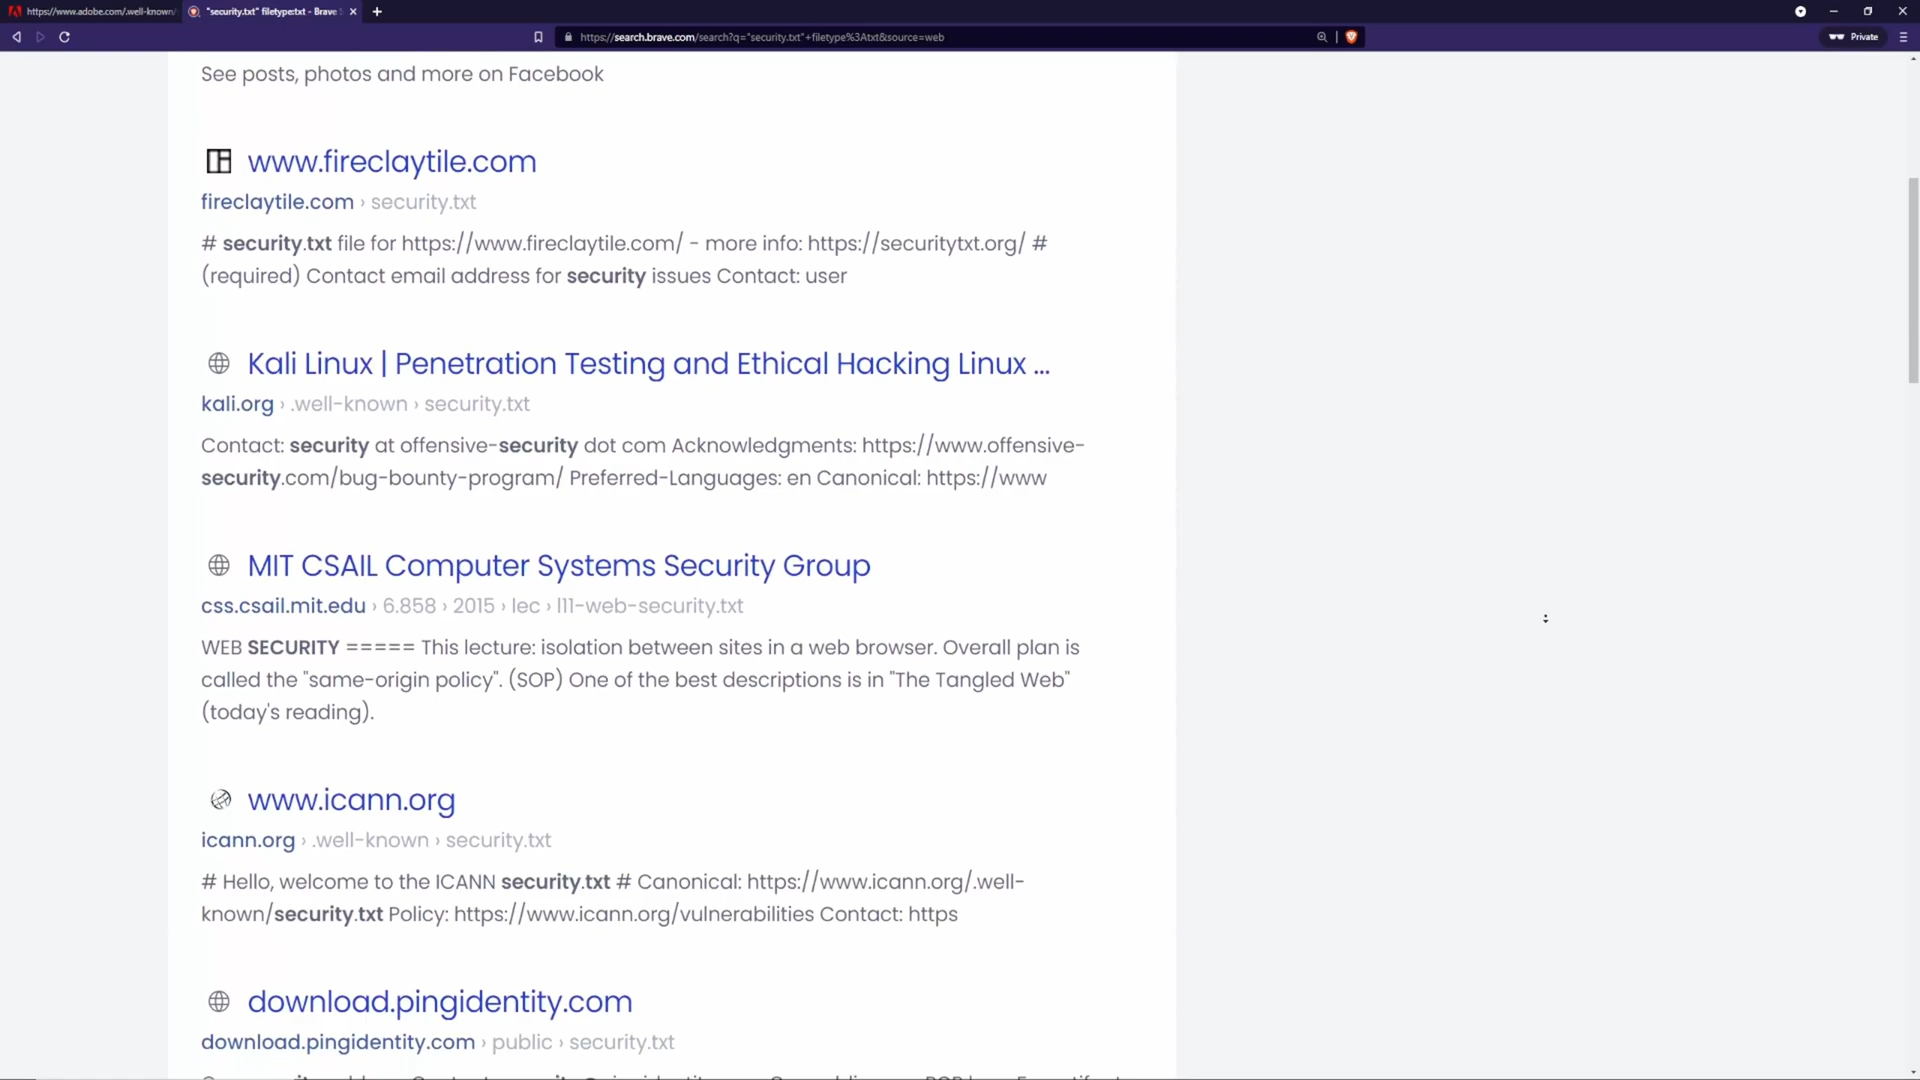 https://www.adobe.com/.well-known/
"security.txt" filetype:txt - Brave
https://search.brave.com/search?q="security.txt"+filetype%3Atxt&source=web
Private
See posts, photos and more on Facebook
www.fireclaytile.com
fireclaytile.com › security.txt
# security.txt file for https://www.fireclaytile.com/ - more info: https://securitytxt.org/ #
(required) Contact email address for security issues Contact: user
Kali Linux | Penetration Testing and Ethical Hacking Linux ...
kali.org › .well-known › security.txt
Contact: security at offensive-security dot com Acknowledgments: https://www.offensive-
security.com/bug-bounty-program/ Preferred-Languages: en Canonical: https://www
MIT CSAIL Computer Systems Security Group
css.csail.mit.edu › 6.858 › 2015 › lec › l11-web-security.txt
WEB SECURITY ===== This lecture: isolation between sites in a web browser. Overall plan is
called the "same-origin policy". (SOP) One of the best descriptions is in "The Tangled Web"
(today's reading).
www.icann.org
icann.org › .well-known › security.txt
# Hello, welcome to the ICANN security.txt # Canonical: https://www.icann.org/.well-
known/security.txt Policy: https://www.icann.org/vulnerabilities Contact: https
download.pingidentity.com
download.pingidentity.com › public › security.txt